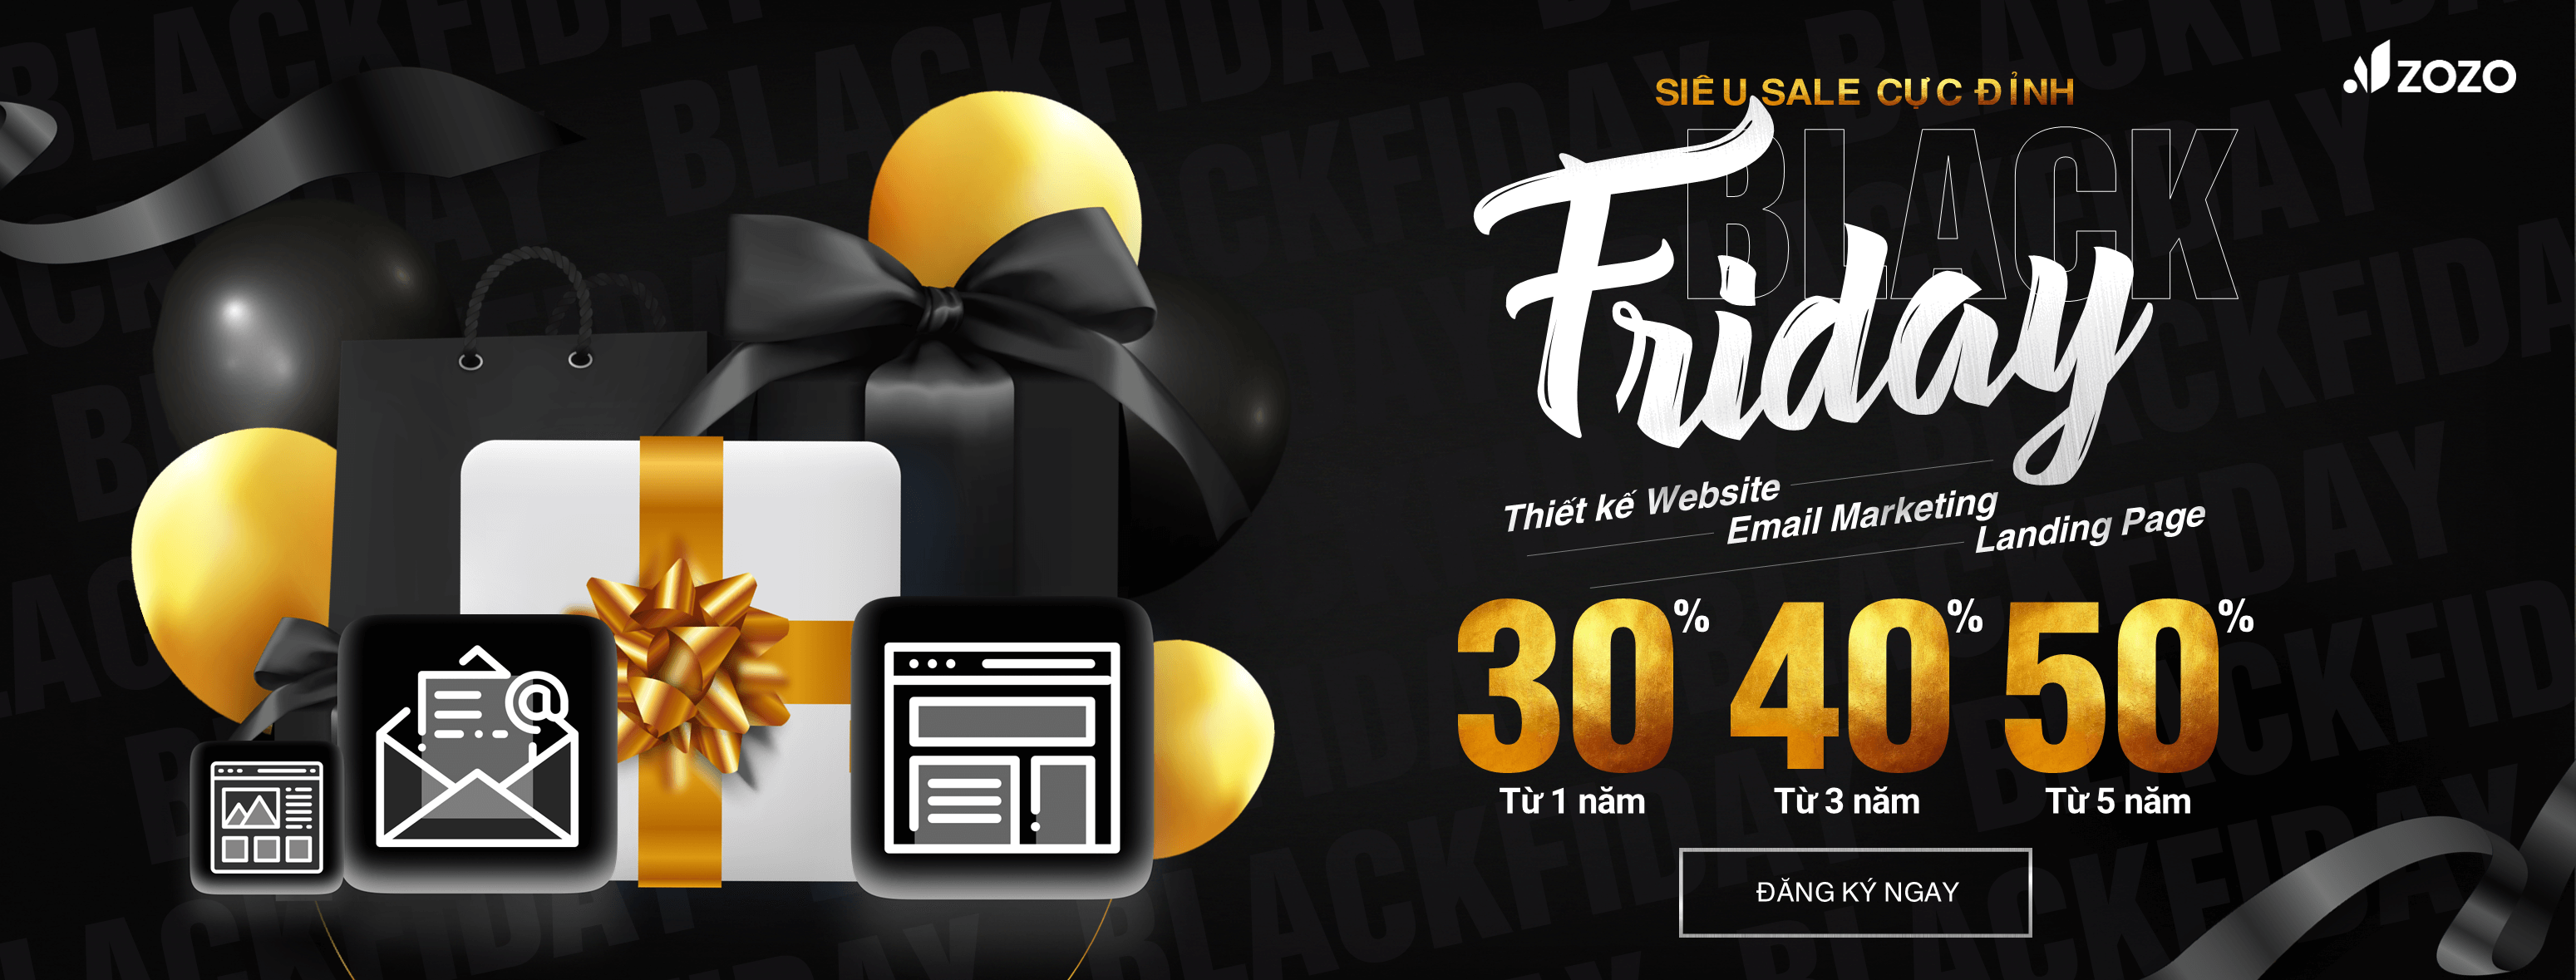 zozo
SIÊU SALE CỰC ĐỈNH
BLACK
Friday
Thiết kế Website
Email Marketing
Landing Page
30% 40% 50%
Từ 1 năm Từ 3 năm Từ 5 năm
ĐĂNG KÝ NGAY
@
BLACKFIDAY